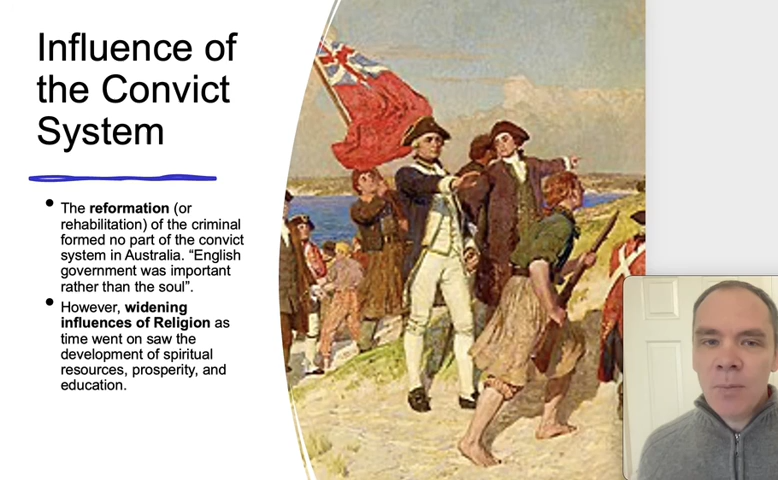 Influence of
the Convict
System
• The reformation (or
rehabilitation) of the criminal
formed no part of the convict
system in Australia. “English
government was important
rather than the soul”.
• However, widening
influences of Religion as
time went on saw the
development of spiritual
resources, prosperity, and
education.